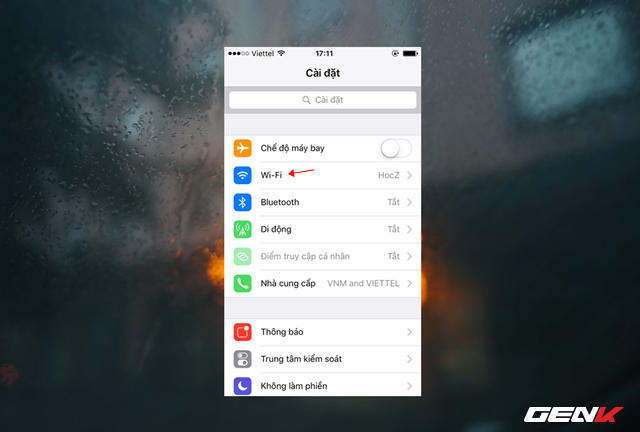 Viettel 17:11
Cài đặt
Cài đặt
Chế độ máy bay
Wi-Fi HocZ
Bluetooth Tắt
Di động Tắt
Điểm truy cập cá nhân Tắt
Nhà cung cấp VNM and VIETTEL
Thông báo
Trung tâm kiểm soát
Không làm phiền
GENK